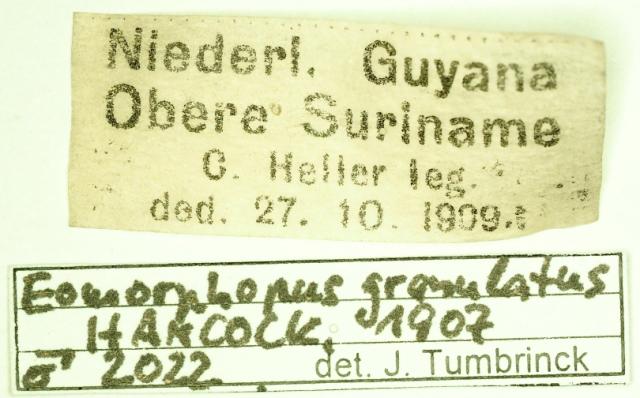 Niederl. Guyana
Obere Suriname
C. Heller leg.
ded. 27. 10. 1909.
Eomorphopus granulatus
HANCOCK, 1907
♂ 2022 det. J. Tumbrinck